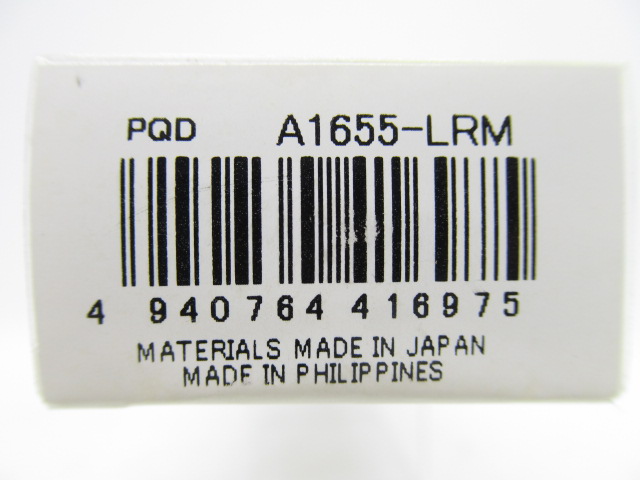 PQD A1655-LRM
4 940764 416975
MATERIALS MADE IN JAPAN
MADE IN PHILIPPINES